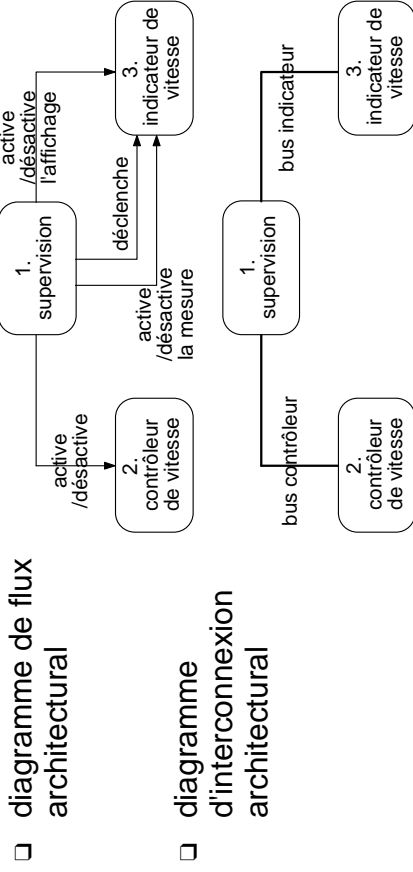 ❑ diagramme de flux
architectural
active
/désactive
l'affichage
1.
supervision
3.
indicateur de
vitesse
déclenche
active
/désactive
la mesure
active
/désactive
2.
contrôleur
de vitesse
❑ diagramme
d'interconnexion
architectural
1.
supervision
bus contrôleur
bus indicateur
2.
contrôleur
de vitesse
3.
indicateur de
vitesse